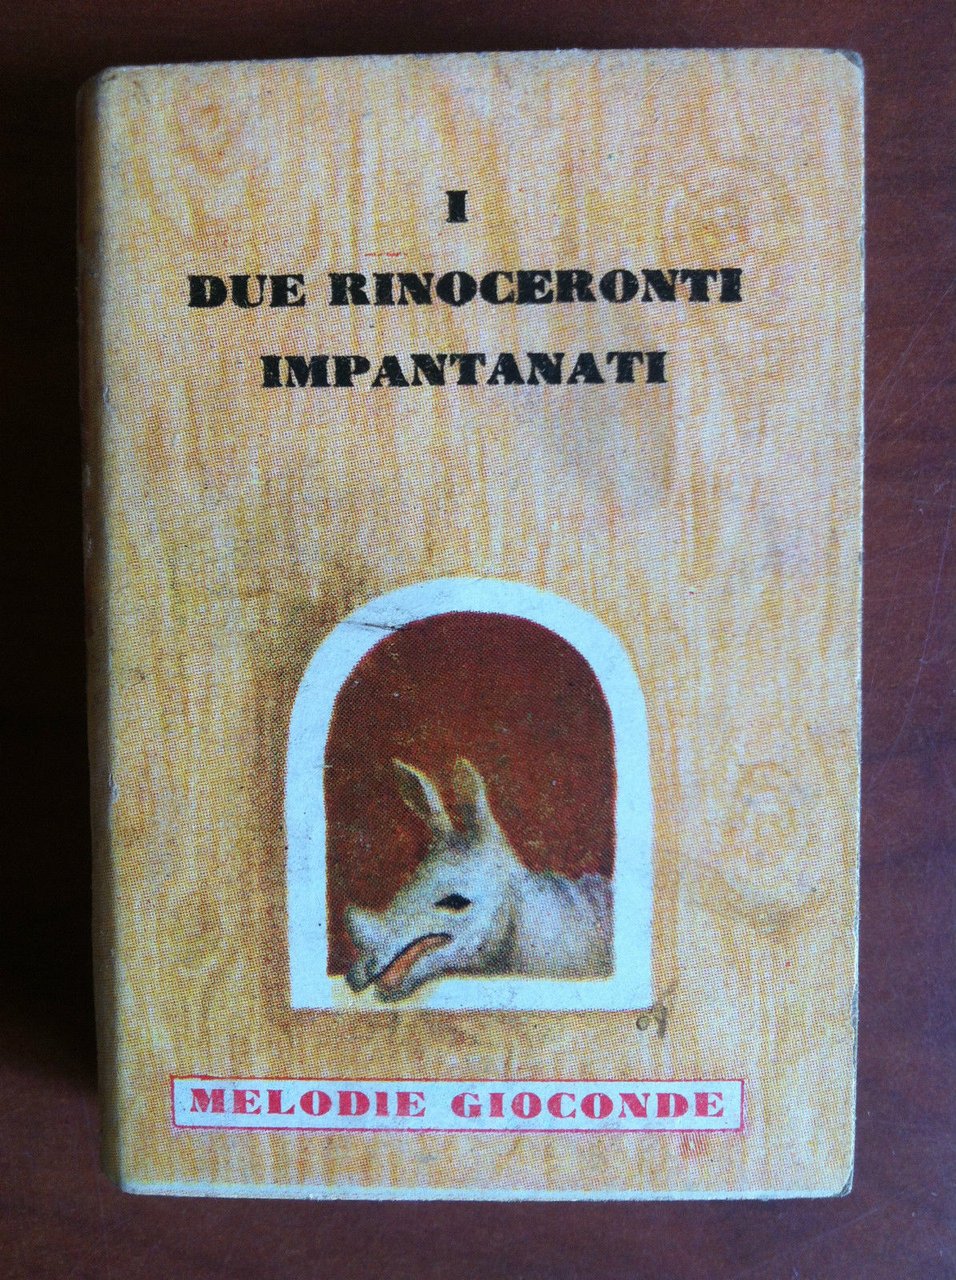 I
DUE RINOCERONTI
IMPANTANATI
MELODIE GIOCONDE